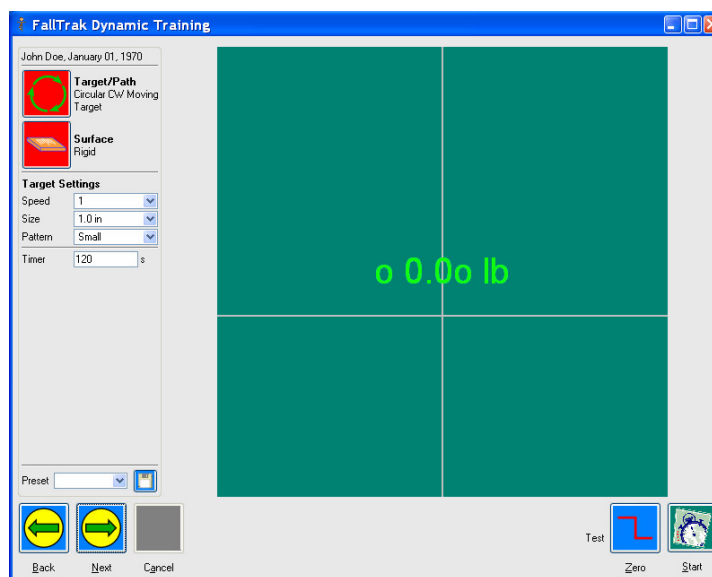 FallTrak Dynamic Training
John Doe, January 01, 1970
Target/Path
Circular CW Moving
Target
Surface
Rigid
Target Settings
Speed 1
Size 1.0 in
Pattern Small
Timer 120 s
o 0.0o lb
Preset
Test
Back Next Cancel Zero Start